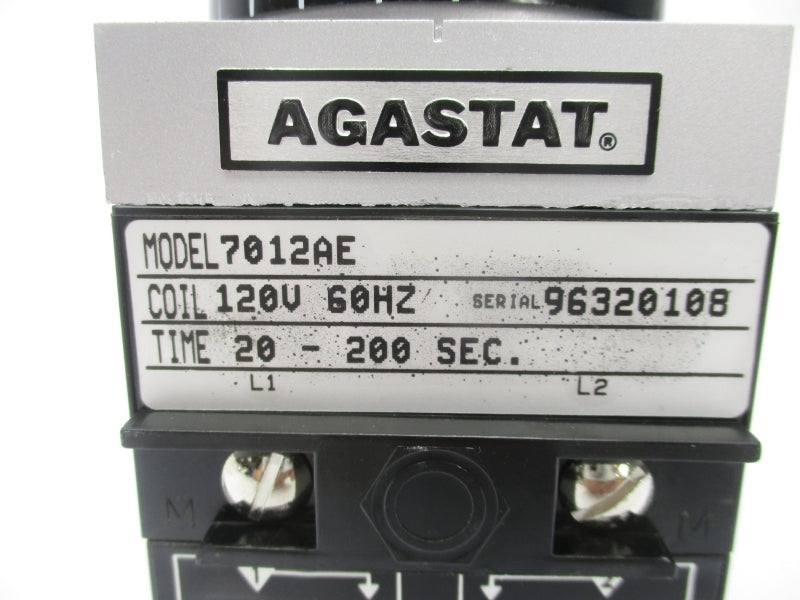 AGASTAT®
MODEL 7012AE
COIL 120V 60HZ SERIAL 96320108
TIME 20 - 200 SEC.
L1 L2
M M